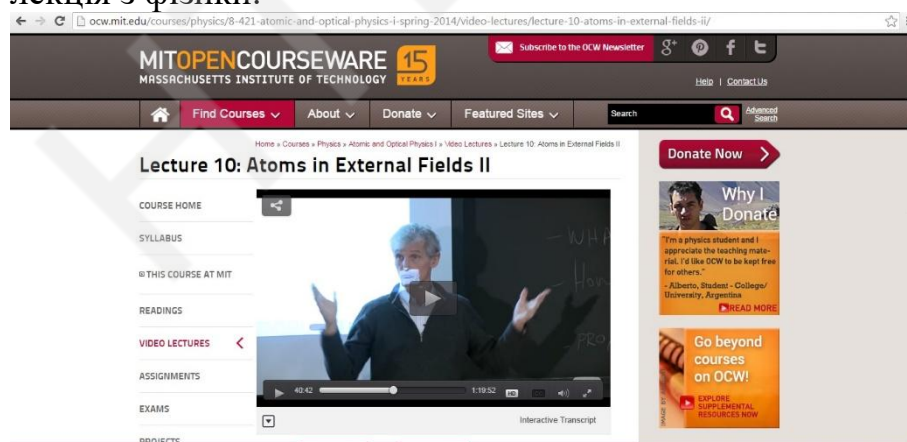 лекція з фізики.
ocw.mit.edu/courses/physics/8-421-atomic-and-optical-physics-i-spring-2014/video-lectures/lecture-10-atoms-in-external-fields-ii/
MITOPENCOURSEWARE 15
MASSACHUSETTS INSTITUTE OF TECHNOLOGY YEARS
Subscribe to the OCW Newsletter
Help | Contact Us
Find Courses About Donate Featured Sites Search Advanced Search
Home » Courses » Physics » Atomic and Optical Physics I » Video Lectures » Lecture 10: Atoms in External Fields II
Lecture 10: Atoms in External Fields II
COURSE HOME
SYLLABUS
THIS COURSE AT MIT
READINGS
VIDEO LECTURES
ASSIGNMENTS
EXAMS
PROJECTS
40:42 1:19:52 HD
Interactive Transcript
Donate Now
Why I
Donate
"I'm a physics student and I
appreciate the teaching mate-
rial. I'd like OCW to be kept free
for others."
- Alberto, Student - College/
University, Argentina
READ MORE
Go beyond
courses
on OCW!
EXPLORE
SUPPLEMENTAL
RESOURCES NOW